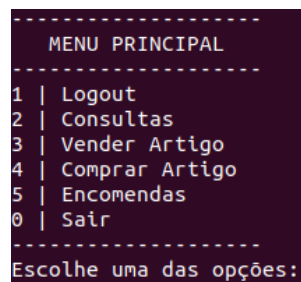 --------------------
MENU PRINCIPAL
--------------------
1 | Logout
2 | Consultas
3 | Vender Artigo
4 | Comprar Artigo
5 | Encomendas
0 | Sair
--------------------
Escolhe uma das opções: